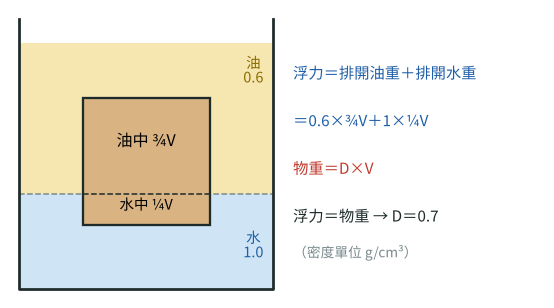 油
0.6
油中 ¾V
水中 ¼V
水
1.0
浮力＝排開油重＋排開水重
＝0.6×¾V＋1×¼V
物重＝D×V
浮力＝物重 → D＝0.7
（密度單位 g/cm³）